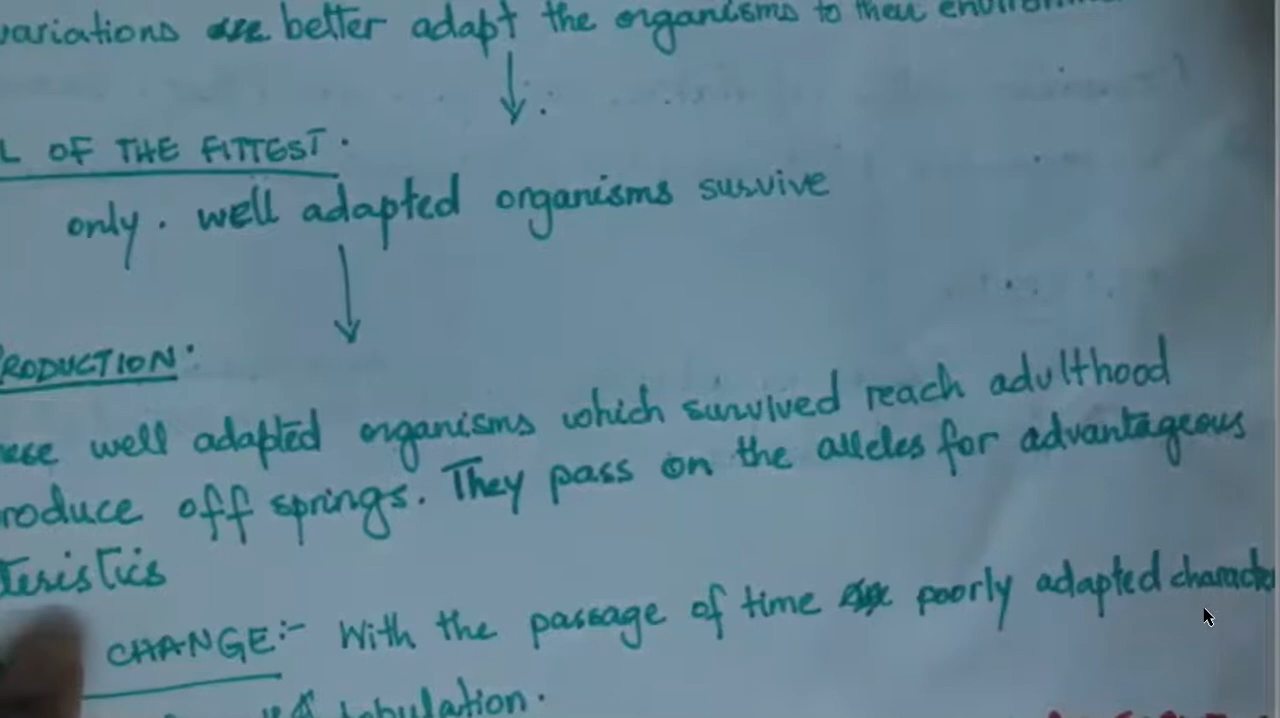 variations better adapt the organisms to their
L OF THE FITTEST.
only. well adapted organisms survive
RODUCTION:
well adapted organisms which survived reach adulthood
roduce off springs. They pass on the alleles for advantageous
teristics
CHANGE:- With the passage of time poorly adapted characte
population.